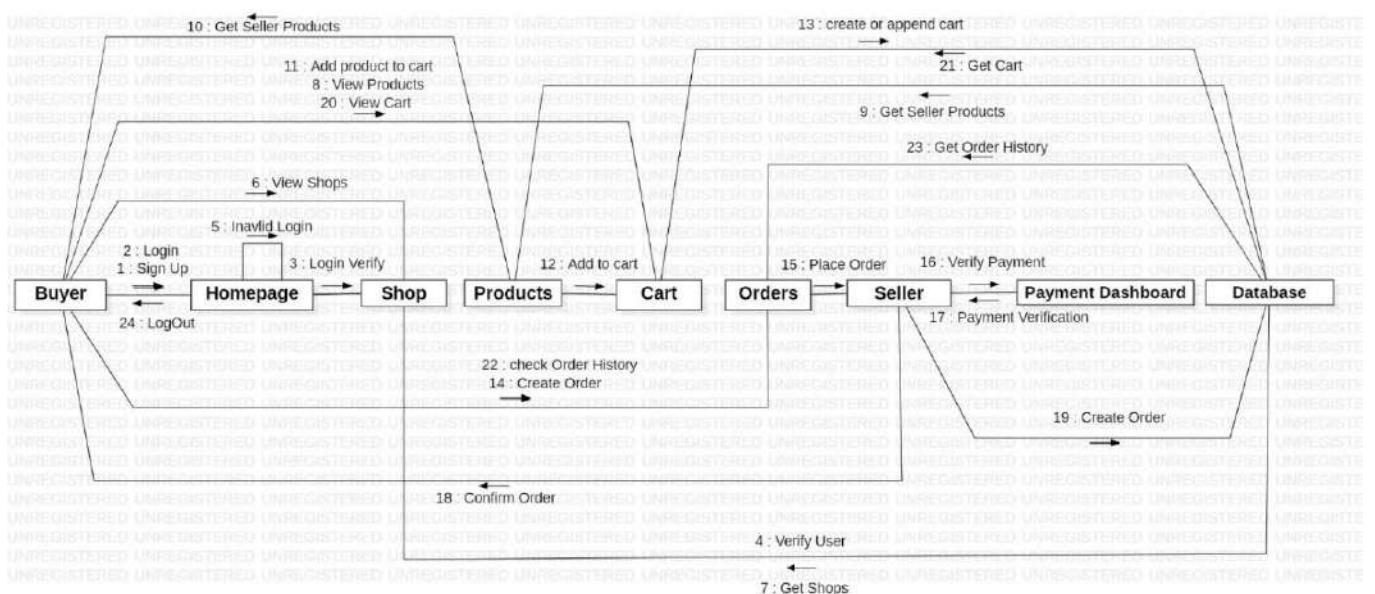 10 : Get Seller Products
13 : create or append cart
11 : Add product to cart
8 : View Products
20 : View Cart
21 : Get Cart
9 : Get Seller Products
23 : Get Order History
6 : View Shops
5 : Inavlid Login
2 : Login
1 : Sign Up
3 : Login Verify
12 : Add to cart
15 : Place Order
16 : Verify Payment
Buyer
Homepage
Shop
Products
Cart
Orders
Seller
Payment Dashboard
Database
24 : LogOut
17 : Payment Verification
22 : check Order History
14 : Create Order
19 : Create Order
18 : Confirm Order
4 : Verify User
7 : Get Shops
UNREGISTERED